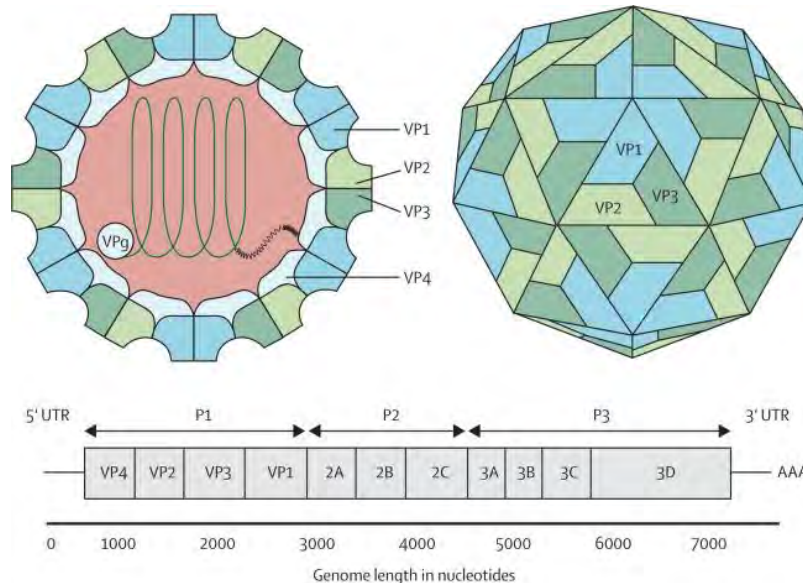 VP1
VP2
VP3
VP4
VPg
VP1
VP2
VP3
5' UTR P1 P2 P3 3' UTR
VP4 VP2 VP3 VP1 2A 2B 2C 3A 3B 3C 3D AAA
0 1000 2000 3000 4000 5000 6000 7000
Genome length in nucleotides